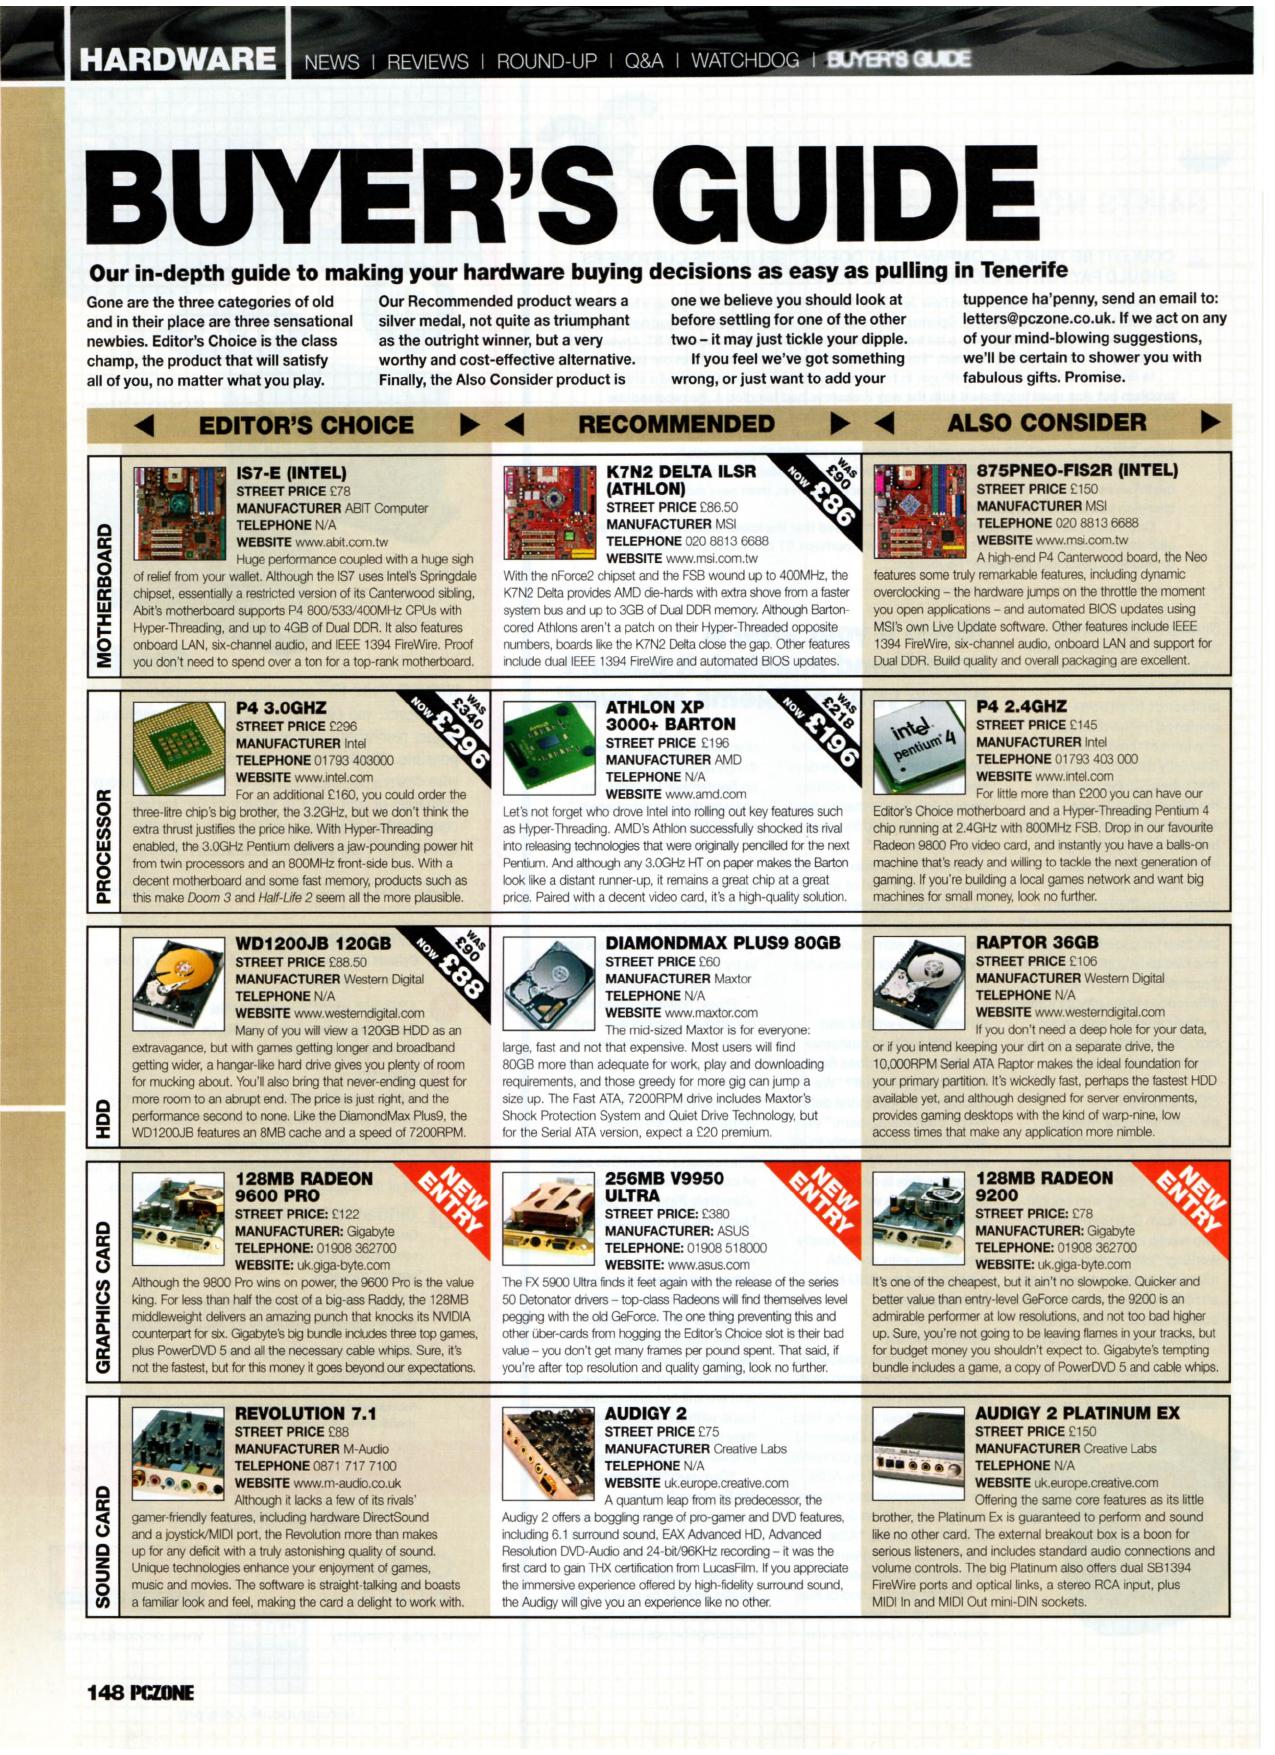 HARDWARE
NEWS | REVIEWS | ROUND-UP | Q&A | WATCHDOG | BUYER'S GUIDE
BUYER'S GUIDE
Our in-depth guide to making your hardware buying decisions as easy as pulling in Tenerife
Gone are the three categories of old
and in their place are three sensational
newbies. Editor's Choice is the class
champ, the product that will satisfy
all of you, no matter what you play.
Our Recommended product wears a
silver medal, not quite as triumphant
as the outright winner, but a very
worthy and cost-effective alternative.
Finally, the Also Consider product is
one we believe you should look at
before settling for one of the other
two – it may just tickle your dipple.
If you feel we've got something
wrong, or just want to add your
tuppence ha'penny, send an email to:
letters@pczone.co.uk. If we act on any
of your mind-blowing suggestions,
we'll be certain to shower you with
fabulous gifts. Promise.
EDITOR'S CHOICE
RECOMMENDED
ALSO CONSIDER
MOTHERBOARD
IS7-E (INTEL)
STREET PRICE £78
MANUFACTURER ABIT Computer
TELEPHONE N/A
WEBSITE www.abit.com.tw
Huge performance coupled with a huge sigh
of relief from your wallet. Although the IS7 uses Intel's Springdale
chipset, essentially a restricted version of its Canterwood sibling,
Abit's motherboard supports P4 800/533/400MHz CPUs with
Hyper-Threading, and up to 4GB of Dual DDR. It also features
onboard LAN, six-channel audio, and IEEE 1394 FireWire. Proof
you don't need to spend over a ton for a top-rank motherboard.
K7N2 DELTA ILSR
(ATHLON)
STREET PRICE £86.50
MANUFACTURER MSI
TELEPHONE 020 8813 6688
WEBSITE www.msi.com.tw
WAS
£90
NOW £86
With the nForce2 chipset and the FSB wound up to 400MHz, the
K7N2 Delta provides AMD die-hards with extra shove from a faster
system bus and up to 3GB of Dual DDR memory. Although Barton-
cored Athlons aren't a patch on their Hyper-Threaded opposite
numbers, boards like the K7N2 Delta close the gap. Other features
include dual IEEE 1394 FireWire and automated BIOS updates.
875PNEO-FIS2R (INTEL)
STREET PRICE £150
MANUFACTURER MSI
TELEPHONE 020 8813 6688
WEBSITE www.msi.com.tw
A high-end P4 Canterwood board, the Neo
features some truly remarkable features, including dynamic
overclocking – the hardware jumps on the throttle the moment
you open applications – and automated BIOS updates using
MSI's own Live Update software. Other features include IEEE
1394 FireWire, six-channel audio, onboard LAN and support for
Dual DDR. Build quality and overall packaging are excellent.
PROCESSOR
P4 3.0GHZ
STREET PRICE £296
MANUFACTURER Intel
TELEPHONE 01793 403000
WEBSITE www.intel.com
WAS
£340
NOW £296
For an additional £160, you could order the
three-litre chip's big brother, the 3.2GHz, but we don't think the
extra thrust justifies the price hike. With Hyper-Threading
enabled, the 3.0GHz Pentium delivers a jaw-pounding power hit
from twin processors and an 800MHz front-side bus. With a
decent motherboard and some fast memory, products such as
this make Doom 3 and Half-Life 2 seem all the more plausible.
ATHLON XP
3000+ BARTON
STREET PRICE £196
MANUFACTURER AMD
TELEPHONE N/A
WEBSITE www.amd.com
WAS
£218
NOW £196
Let's not forget who drove Intel into rolling out key features such
as Hyper-Threading. AMD's Athlon successfully shocked its rival
into releasing technologies that were originally pencilled for the next
Pentium. And although any 3.0GHz HT on paper makes the Barton
look like a distant runner-up, it remains a great chip at a great
price. Paired with a decent video card, it's a high-quality solution.
intel
pentium 4
P4 2.4GHZ
STREET PRICE £145
MANUFACTURER Intel
TELEPHONE 01793 403 000
WEBSITE www.intel.com
For little more than £200 you can have our
Editor's Choice motherboard and a Hyper-Threading Pentium 4
chip running at 2.4GHz with 800MHz FSB. Drop in our favourite
Radeon 9800 Pro video card, and instantly you have a balls-on
machine that's ready and willing to tackle the next generation of
gaming. If you're building a local games network and want big
machines for small money, look no further.
HDD
WD1200JB 120GB
STREET PRICE £88.50
MANUFACTURER Western Digital
TELEPHONE N/A
WEBSITE www.westerndigital.com
WAS
£90
NOW £88
Many of you will view a 120GB HDD as an
extravagance, but with games getting longer and broadband
getting wider, a hangar-like hard drive gives you plenty of room
for mucking about. You'll also bring that never-ending quest for
more room to an abrupt end. The price is just right, and the
performance second to none. Like the DiamondMax Plus9, the
WD1200JB features an 8MB cache and a speed of 7200RPM.
DIAMONDMAX PLUS9 80GB
STREET PRICE £60
MANUFACTURER Maxtor
TELEPHONE N/A
WEBSITE www.maxtor.com
The mid-sized Maxtor is for everyone:
large, fast and not that expensive. Most users will find
80GB more than adequate for work, play and downloading
requirements, and those greedy for more gig can jump a
size up. The Fast ATA, 7200RPM drive includes Maxtor's
Shock Protection System and Quiet Drive Technology, but
for the Serial ATA version, expect a £20 premium.
RAPTOR 36GB
STREET PRICE £106
MANUFACTURER Western Digital
TELEPHONE N/A
WEBSITE www.westerndigital.com
If you don't need a deep hole for your data,
or if you intend keeping your dirt on a separate drive, the
10,000RPM Serial ATA Raptor makes the ideal foundation for
your primary partition. It's wickedly fast, perhaps the fastest HDD
available yet, and although designed for server environments,
provides gaming desktops with the kind of warp-nine, low
access times that make any application more nimble.
GRAPHICS CARD
128MB RADEON
9600 PRO
STREET PRICE: £122
MANUFACTURER: Gigabyte
TELEPHONE: 01908 362700
WEBSITE: uk.giga-byte.com
NEW
ENTRY
Although the 9800 Pro wins on power, the 9600 Pro is the value
king. For less than half the cost of a big-ass Raddy, the 128MB
middleweight delivers an amazing punch that knocks its NVIDIA
counterpart for six. Gigabyte's big bundle includes three top games,
plus PowerDVD 5 and all the necessary cable whips. Sure, it's
not the fastest, but for this money it goes beyond our expectations.
256MB V9950
ULTRA
STREET PRICE: £380
MANUFACTURER: ASUS
TELEPHONE: 01908 518000
WEBSITE: www.asus.com
NEW
ENTRY
The FX 5900 Ultra finds it feet again with the release of the series
50 Detonator drivers – top-class Radeons will find themselves level
pegging with the old GeForce. The one thing preventing this and
other über-cards from hogging the Editor's Choice slot is their bad
value – you don't get many frames per pound spent. That said, if
you're after top resolution and quality gaming, look no further.
128MB RADEON
9200
STREET PRICE: £78
MANUFACTURER: Gigabyte
TELEPHONE: 01908 362700
WEBSITE: uk.giga-byte.com
NEW
ENTRY
It's one of the cheapest, but it ain't no slowpoke. Quicker and
better value than entry-level GeForce cards, the 9200 is an
admirable performer at low resolutions, and not too bad higher
up. Sure, you're not going to be leaving flames in your tracks, but
for budget money you shouldn't expect to. Gigabyte's tempting
bundle includes a game, a copy of PowerDVD 5 and cable whips.
SOUND CARD
REVOLUTION 7.1
STREET PRICE £88
MANUFACTURER M-Audio
TELEPHONE 0871 717 7100
WEBSITE www.m-audio.co.uk
Although it lacks a few of its rivals'
gamer-friendly features, including hardware DirectSound
and a joystick/MIDI port, the Revolution more than makes
up for any deficit with a truly astonishing quality of sound.
Unique technologies enhance your enjoyment of games,
music and movies. The software is straight-talking and boasts
a familiar look and feel, making the card a delight to work with.
AUDIGY 2
STREET PRICE £75
MANUFACTURER Creative Labs
TELEPHONE N/A
WEBSITE uk.europe.creative.com
A quantum leap from its predecessor, the
Audigy 2 offers a boggling range of pro-gamer and DVD features,
including 6.1 surround sound, EAX Advanced HD, Advanced
Resolution DVD-Audio and 24-bit/96KHz recording – it was the
first card to gain THX certification from LucasFilm. If you appreciate
the immersive experience offered by high-fidelity surround sound,
the Audigy will give you an experience like no other.
AUDIGY 2 PLATINUM EX
STREET PRICE £150
MANUFACTURER Creative Labs
TELEPHONE N/A
WEBSITE uk.europe.creative.com
Offering the same core features as its little
brother, the Platinum Ex is guaranteed to perform and sound
like no other card. The external breakout box is a boon for
serious listeners, and includes standard audio connections and
volume controls. The big Platinum also offers dual SB1394
FireWire ports and optical links, a stereo RCA input, plus
MIDI In and MIDI Out mini-DIN sockets.
148 PCZONE